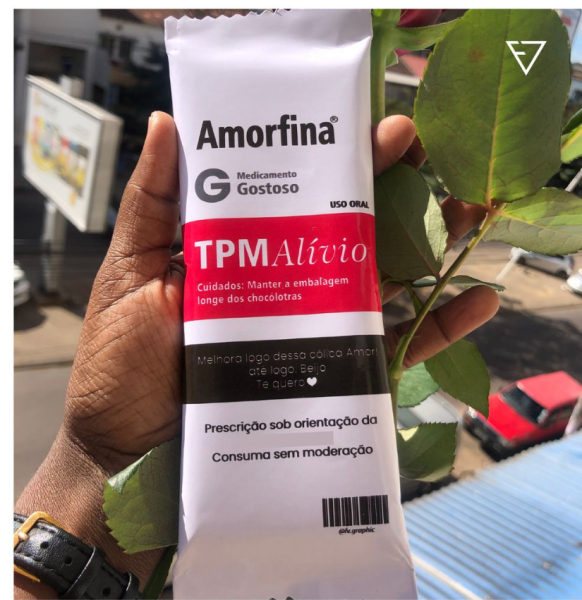 Amorfina®
G Medicamento
Gostoso
USO ORAL
TPM Alívio
Cuidados: Manter a embalagem
longe dos chocólotras
Melhora logo dessa cólica Amor!
até logo. Beijo
Te quero🤍
Prescrição sob orientação da
Consuma sem moderação
@fv.graphic